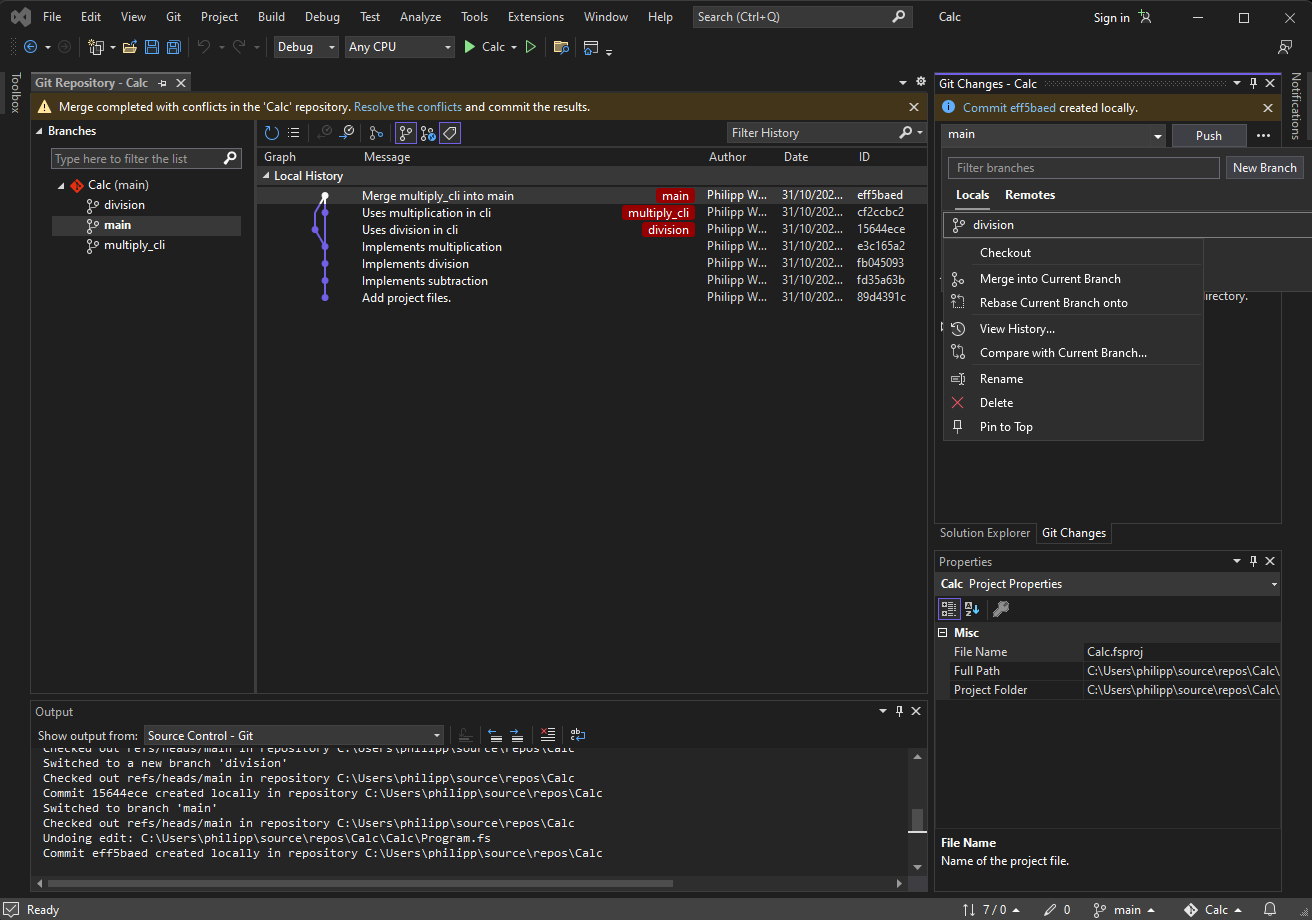 File Edit View Git Project Build Debug Test Analyze Tools Extensions Window Help Search (Ctrl+Q) Calc Sign in
Debug Any CPU Calc
Toolbox
Git Repository - Calc
Merge completed with conflicts in the 'Calc' repository. Resolve the conflicts and commit the results.
Branches
Type here to filter the list
Calc (main)
division
main
multiply_cli
Filter History
Graph Message Author Date ID
Local History
Merge multiply_cli into main main Philipp W... 31/10/202... eff5baed
Uses multiplication in cli multiply_cli Philipp W... 31/10/202... cf2ccbc2
Uses division in cli division Philipp W... 31/10/202... 15644ece
Implements multiplication Philipp W... 31/10/202... e3c165a2
Implements division Philipp W... 31/10/202... fb045093
Implements subtraction Philipp W... 31/10/202... fd35a63b
Add project files. Philipp W... 31/10/202... 89d4391c
Git Changes - Calc
Commit eff5baed created locally.
main Push
Filter branches New Branch
Locals Remotes
division
Checkout
Merge into Current Branch
Rebase Current Branch onto
irectory.
View History...
Compare with Current Branch...
Rename
Delete
Pin to Top
Notifications
Solution Explorer Git Changes
Properties
Calc Project Properties
Misc
File Name Calc.fsproj
Full Path C:\Users\philipp\source\repos\Calc\
Project Folder C:\Users\philipp\source\repos\Calc\
File Name
Name of the project file.
Output
Show output from: Source Control - Git
Checked out refs/heads/main in repository C:\Users\philipp\source\repos\Calc
Switched to a new branch 'division'
Checked out refs/heads/main in repository C:\Users\philipp\source\repos\Calc
Commit 15644ece created locally in repository C:\Users\philipp\source\repos\Calc
Switched to branch 'main'
Checked out refs/heads/main in repository C:\Users\philipp\source\repos\Calc
Undoing edit: C:\Users\philipp\source\repos\Calc\Calc\Program.fs
Commit eff5baed created locally in repository C:\Users\philipp\source\repos\Calc
Ready 7 / 0 0 main Calc